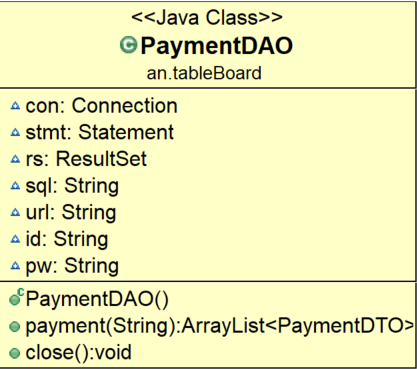 <<Java Class>>
PaymentDAO
an.tableBoard
con: Connection
stmt: Statement
rs: ResultSet
sql: String
url: String
id: String
pw: String
PaymentDAO()
payment(String):ArrayList<PaymentDTO>
close():void